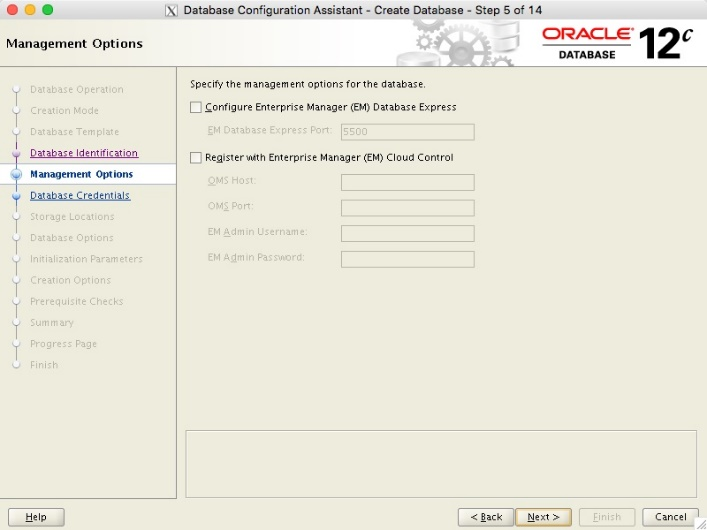 Database Configuration Assistant - Create Database - Step 5 of 14
Management Options
ORACLE
DATABASE
12c
Database Operation
Creation Mode
Database Template
Database Identification
Management Options
Database Credentials
Storage Locations
Database Options
Initialization Parameters
Creation Options
Prerequisite Checks
Summary
Progress Page
Finish
Specify the management options for the database.
Configure Enterprise Manager (EM) Database Express
EM Database Express Port: 5500
Register with Enterprise Manager (EM) Cloud Control
OMS Host:
OMS Port:
EM Admin Username:
EM Admin Password:
Help
< Back
Next >
Finish
Cancel